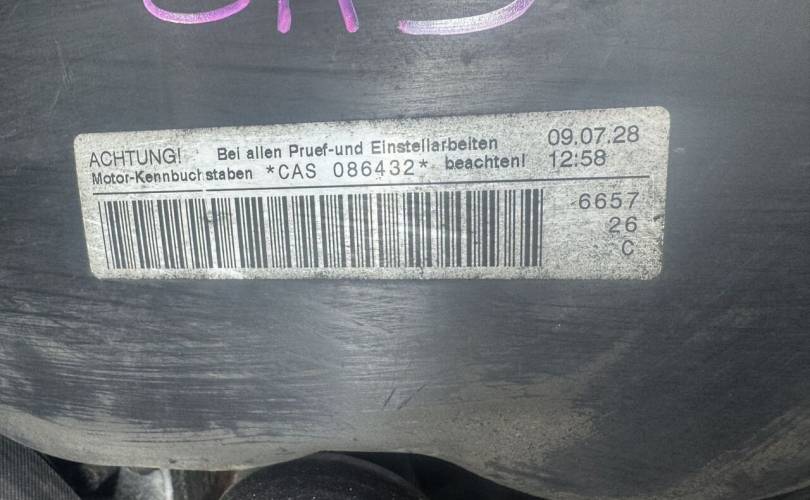 ACHTUNG! Bei allen Pruef-und Einstellarbeiten 09.07.28
Motor-Kennbuchstaben *CAS 086432* beachten! 12:58
6657
26
C